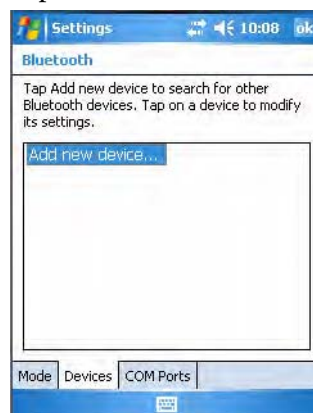 Settings 10:08 ok
Bluetooth
Tap Add new device to search for other
Bluetooth devices. Tap on a device to modify
its settings.
Add new device...
Mode Devices COM Ports